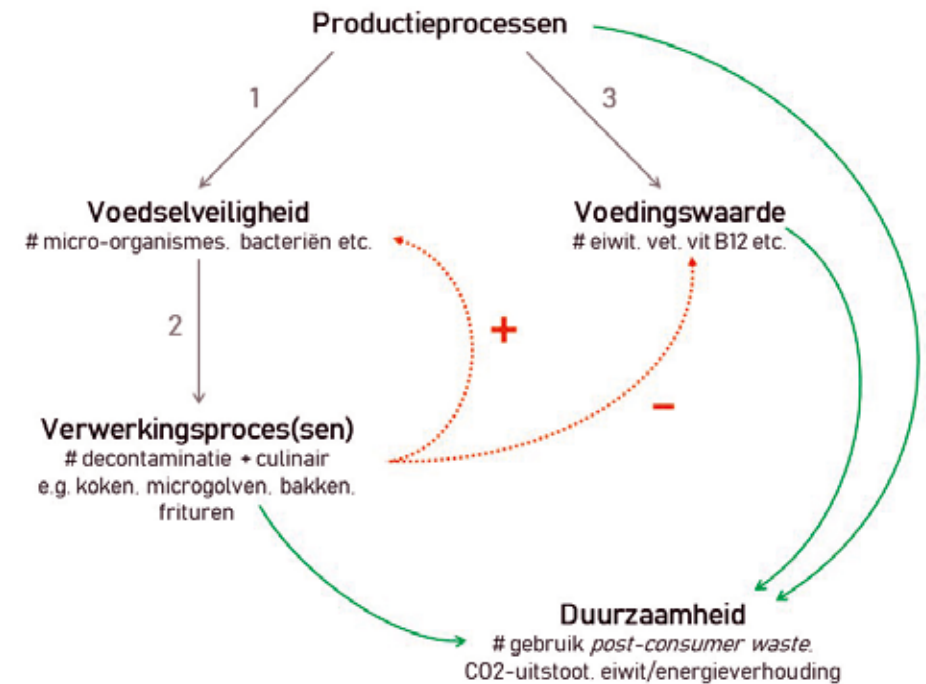 Productieprocessen
1
3
Voedselveiligheid
# micro-organismes. bacteriën etc.
Voedingswaarde
# eiwit. vet. vit B12 etc.
2
+
-
Verwerkingsproces(sen)
# decontaminatie + culinair
e.g. koken, microgolven, bakken,
frituren
Duurzaamheid
# gebruik post-consumer waste.
CO2-uitstoot. eiwit/energieverhouding